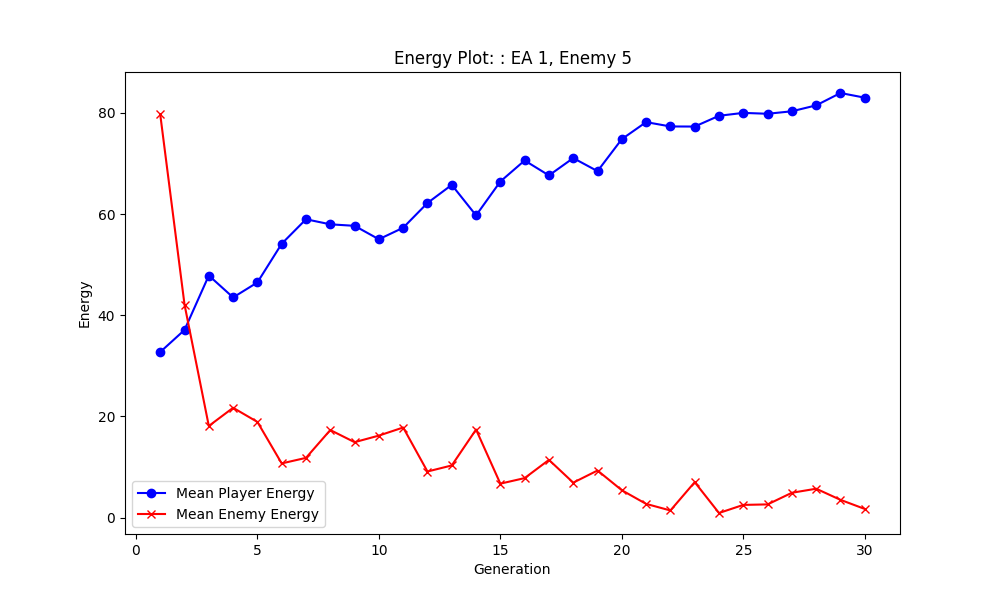 Energy Plot: : EA 1, Enemy 5
Energy
80
60
40
20
0
Mean Player Energy
Mean Enemy Energy
0 5 10 15 20 25 30
Generation